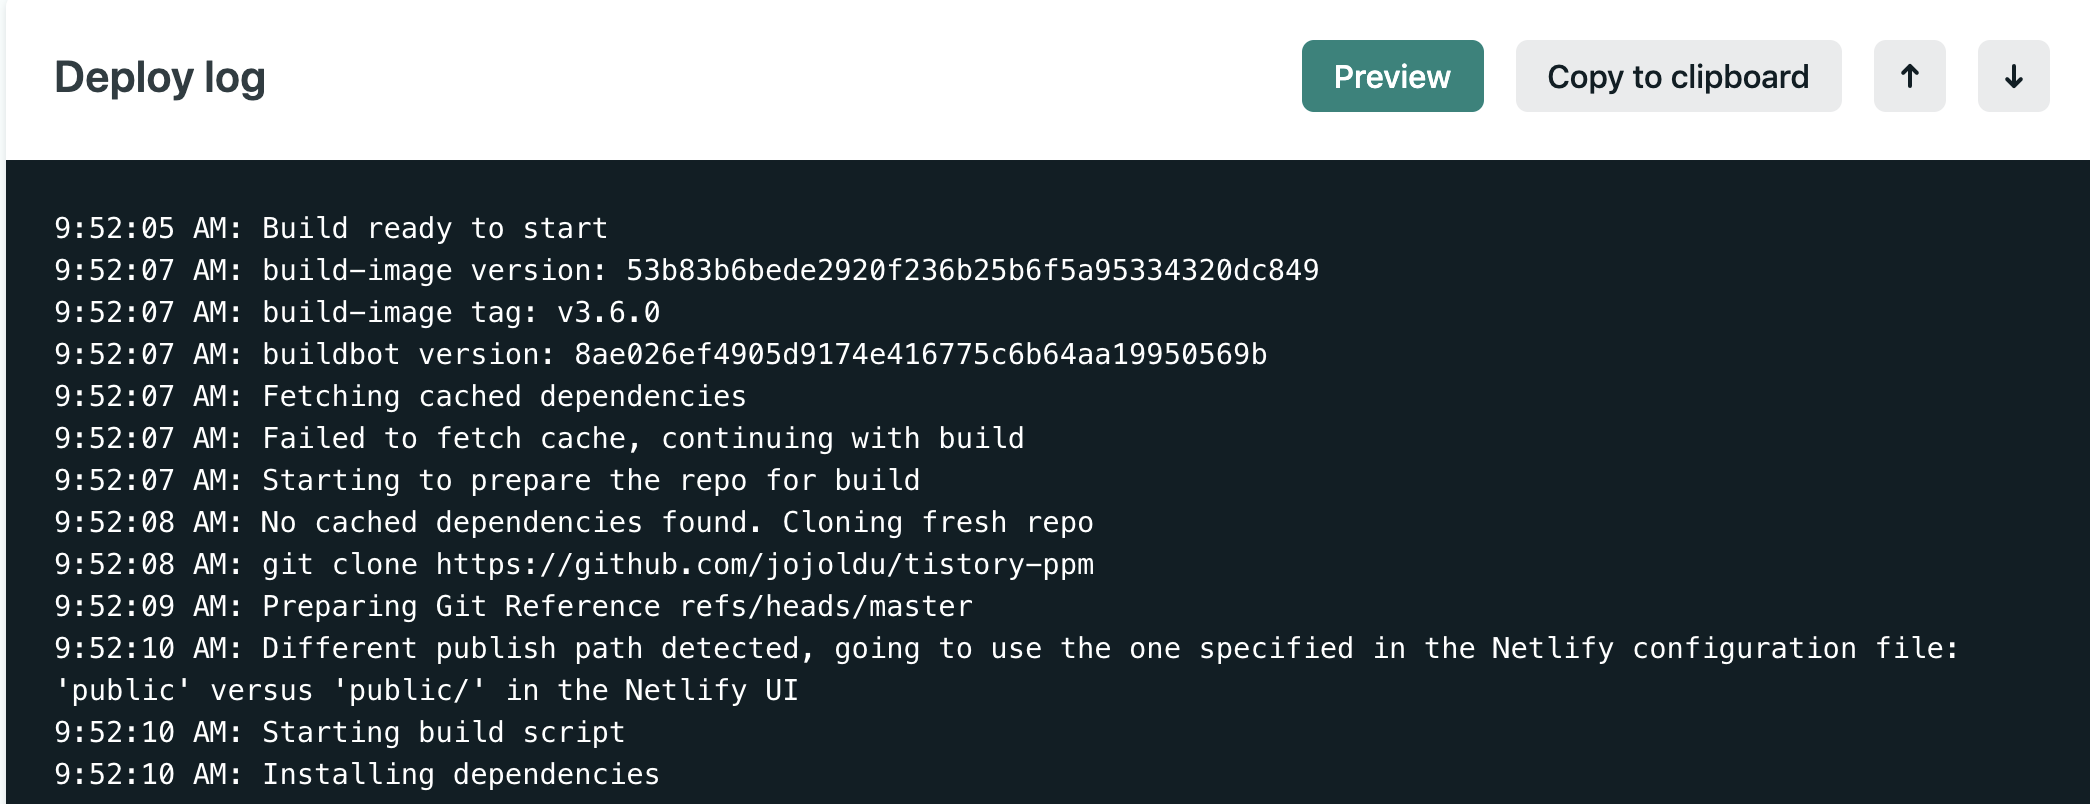 Deploy log
Preview
Copy to clipboard
↑
↓
9:52:05 AM: Build ready to start
9:52:07 AM: build-image version: 53b83b6bede2920f236b25b6f5a95334320dc849
9:52:07 AM: build-image tag: v3.6.0
9:52:07 AM: buildbot version: 8ae026ef4905d9174e416775c6b64aa19950569b
9:52:07 AM: Fetching cached dependencies
9:52:07 AM: Failed to fetch cache, continuing with build
9:52:07 AM: Starting to prepare the repo for build
9:52:08 AM: No cached dependencies found. Cloning fresh repo
9:52:08 AM: git clone https://github.com/jojoldu/tistory-ppm
9:52:09 AM: Preparing Git Reference refs/heads/master
9:52:10 AM: Different publish path detected, going to use the one specified in the Netlify configuration file:
'public' versus 'public/' in the Netlify UI
9:52:10 AM: Starting build script
9:52:10 AM: Installing dependencies